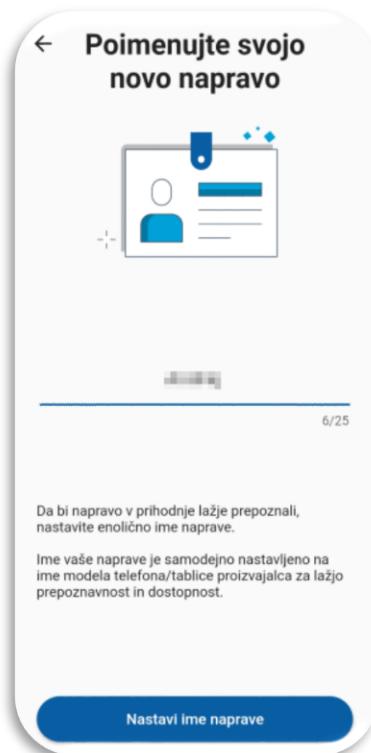 Poimenujte svojo
novo napravo
6/25
Da bi napravo v prihodnje lažje prepoznali,
nastavite enolično ime naprave.
Ime vaše naprave je samodejno nastavljeno na
ime modela telefona/tablice proizvajalca za lažjo
prepoznavnost in dostopnost.
Nastavi ime naprave